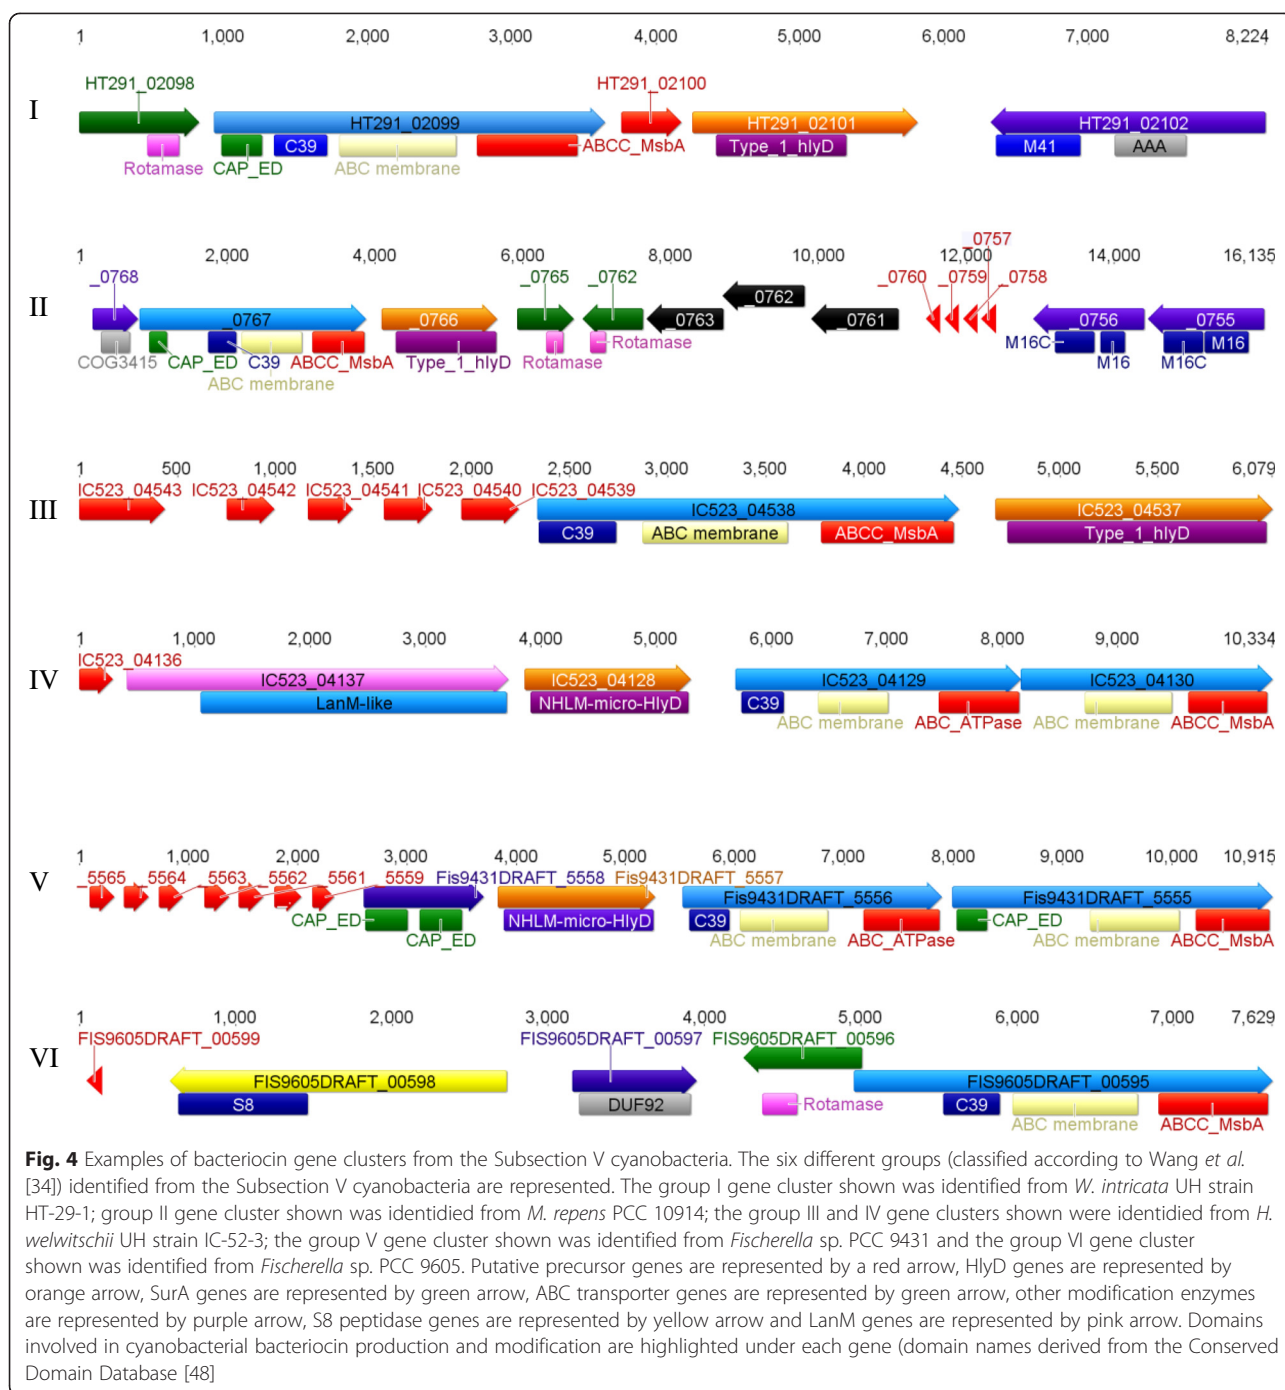 1 1,000 2,000 3,000 4,000 5,000 6,000 7,000 8,224
HT291_02098 HT291_02100
I
HT291_02099 HT291_02101 HT291_02102
Rotamase CAP_ED C39 ABC membrane ABCC_MsbA Type_1_hlyD M41 AAA
1 2,000 4,000 6,000 8,000 10,000 12,000 14,000 16,135
_0768 _0765 _0762 _0760 _0759 _0757 _0758
II
_0767 _0766 _0763 _0762 _0761 _0756 _0755
COG3415 CAP_ED C39 ABC membrane ABCC_MsbA Type_1_hlyD Rotamase Rotamase M16C M16 M16C M16
1 500 1,000 1,500 2,000 2,500 3,000 3,500 4,000 4,500 5,000 5,500 6,079
IC523_04543 IC523_04542 IC523_04541 IC523_04540 IC523_04539
III
IC523_04538 IC523_04537
C39 ABC membrane ABCC_MsbA Type_1_hlyD
1 1,000 2,000 3,000 4,000 5,000 6,000 7,000 8,000 9,000 10,334
IC523_04136
IV
IC523_04137 IC523_04128 IC523_04129 IC523_04130
LanM-like NHLM-micro-HlyD C39 ABC membrane ABC_ATPase ABC membrane ABCC_MsbA
1 1,000 2,000 3,000 4,000 5,000 6,000 7,000 8,000 9,000 10,000 10,915
_5565 _5564 _5563 _5562 _5561 _5559 Fis9431DRAFT_5558 Fis9431DRAFT_5557
V
Fis9431DRAFT_5556 Fis9431DRAFT_5555
CAP_ED CAP_ED NHLM-micro-HlyD C39 ABC membrane ABC_ATPase CAP_ED ABC membrane ABCC_MsbA
1 1,000 2,000 3,000 4,000 5,000 6,000 7,000 7,629
FIS9605DRAFT_00599 FIS9605DRAFT_00597 FIS9605DRAFT_00596
VI
FIS9605DRAFT_00598 FIS9605DRAFT_00595
S8 DUF92 Rotamase C39 ABC membrane ABCC_MsbA
Fig. 4 Examples of bacteriocin gene clusters from the Subsection V cyanobacteria. The six different groups (classified according to Wang et al.
[34]) identified from the Subsection V cyanobacteria are represented. The group I gene cluster shown was identified from W. intricata UH strain
HT-29-1; group II gene cluster shown was identidied from M. repens PCC 10914; the group III and IV gene clusters shown were identidied from H.
welwitschii UH strain IC-52-3; the group V gene cluster shown was identified from Fischerella sp. PCC 9431 and the group VI gene cluster
shown was identified from Fischerella sp. PCC 9605. Putative precursor genes are represented by a red arrow, HlyD genes are represented by
orange arrow, SurA genes are represented by green arrow, ABC transporter genes are represented by green arrow, other modification enzymes
are represented by purple arrow, S8 peptidase genes are represented by yellow arrow and LanM genes are represented by pink arrow. Domains
involved in cyanobacterial bacteriocin production and modification are highlighted under each gene (domain names derived from the Conserved
Domain Database [48]